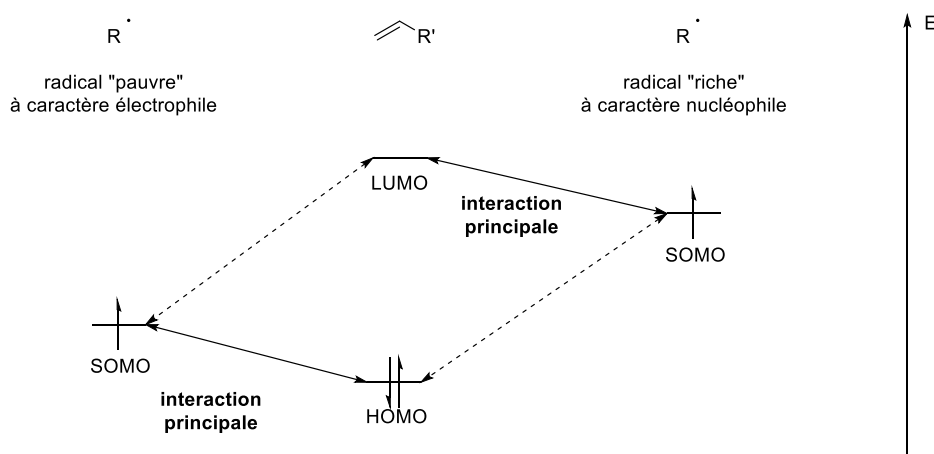 R•
R'
R•
E
radical "pauvre"
à caractère électrophile
radical "riche"
à caractère nucléophile
LUMO
interaction
principale
SOMO
SOMO
interaction
principale
HOMO